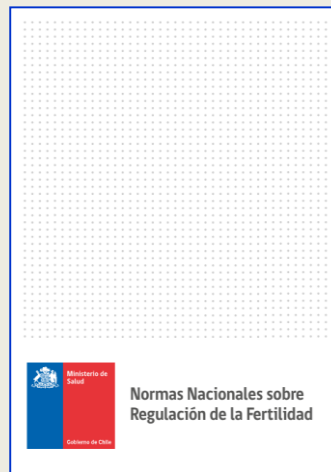 Ministerio de
Salud
Gobierno de Chile
Normas Nacionales sobre
Regulación de la Fertilidad